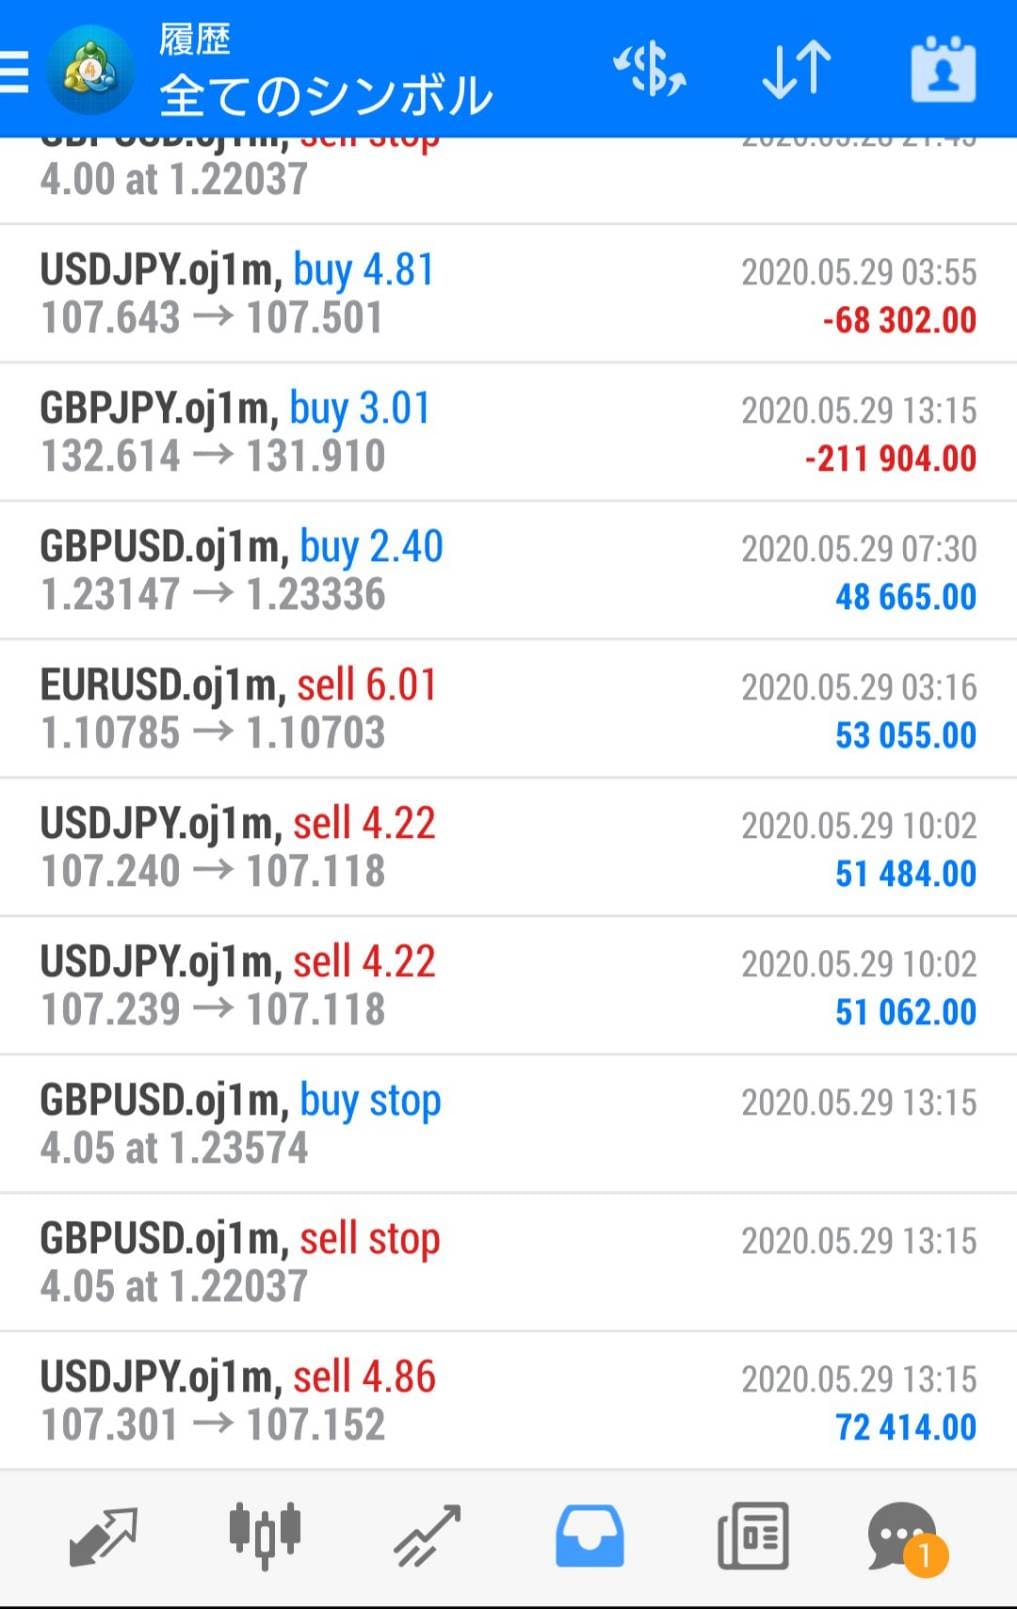 履歴
全てのシンボル
GBPUSD.oj1m, sell stop 2020.05.28 21:45
4.00 at 1.22037
USDJPY.oj1m, buy 4.81 2020.05.29 03:55
107.643 → 107.501 -68 302.00
GBPJPY.oj1m, buy 3.01 2020.05.29 13:15
132.614 → 131.910 -211 904.00
GBPUSD.oj1m, buy 2.40 2020.05.29 07:30
1.23147 → 1.23336 48 665.00
EURUSD.oj1m, sell 6.01 2020.05.29 03:16
1.10785 → 1.10703 53 055.00
USDJPY.oj1m, sell 4.22 2020.05.29 10:02
107.240 → 107.118 51 484.00
USDJPY.oj1m, sell 4.22 2020.05.29 10:02
107.239 → 107.118 51 062.00
GBPUSD.oj1m, buy stop 2020.05.29 13:15
4.05 at 1.23574
GBPUSD.oj1m, sell stop 2020.05.29 13:15
4.05 at 1.22037
USDJPY.oj1m, sell 4.86 2020.05.29 13:15
107.301 → 107.152 72 414.00
1